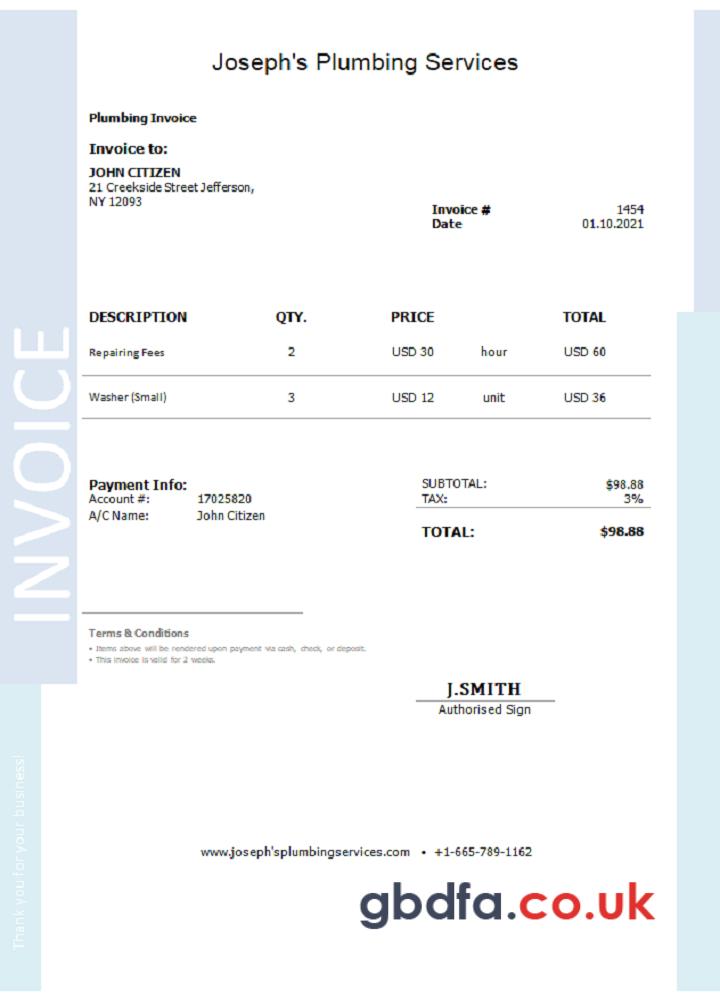 Joseph's Plumbing Services
Plumbing Invoice
Invoice to:
JOHN CITIZEN
21 Creekside Street Jefferson,
NY 12093
Invoice # 1454
Date 01.10.2021
INVOICE
DESCRIPTION QTY. PRICE TOTAL
Repairing Fees 2 USD 30 hour USD 60
Washer (Small) 3 USD 12 unit USD 36
Payment Info:
Account #: 17025820
A/C Name: John Citizen
SUBTOTAL: $98.88
TAX: 3%
TOTAL: $98.88
Terms & Conditions
• Items above will be rendered upon payment via cash, check, or deposit.
• This invoice is valid for 2 weeks.
J.SMITH
Authorised Sign
Thank you for your business!
www.joseph'splumbingservices.com • +1-665-789-1162
gbdfa.co.uk